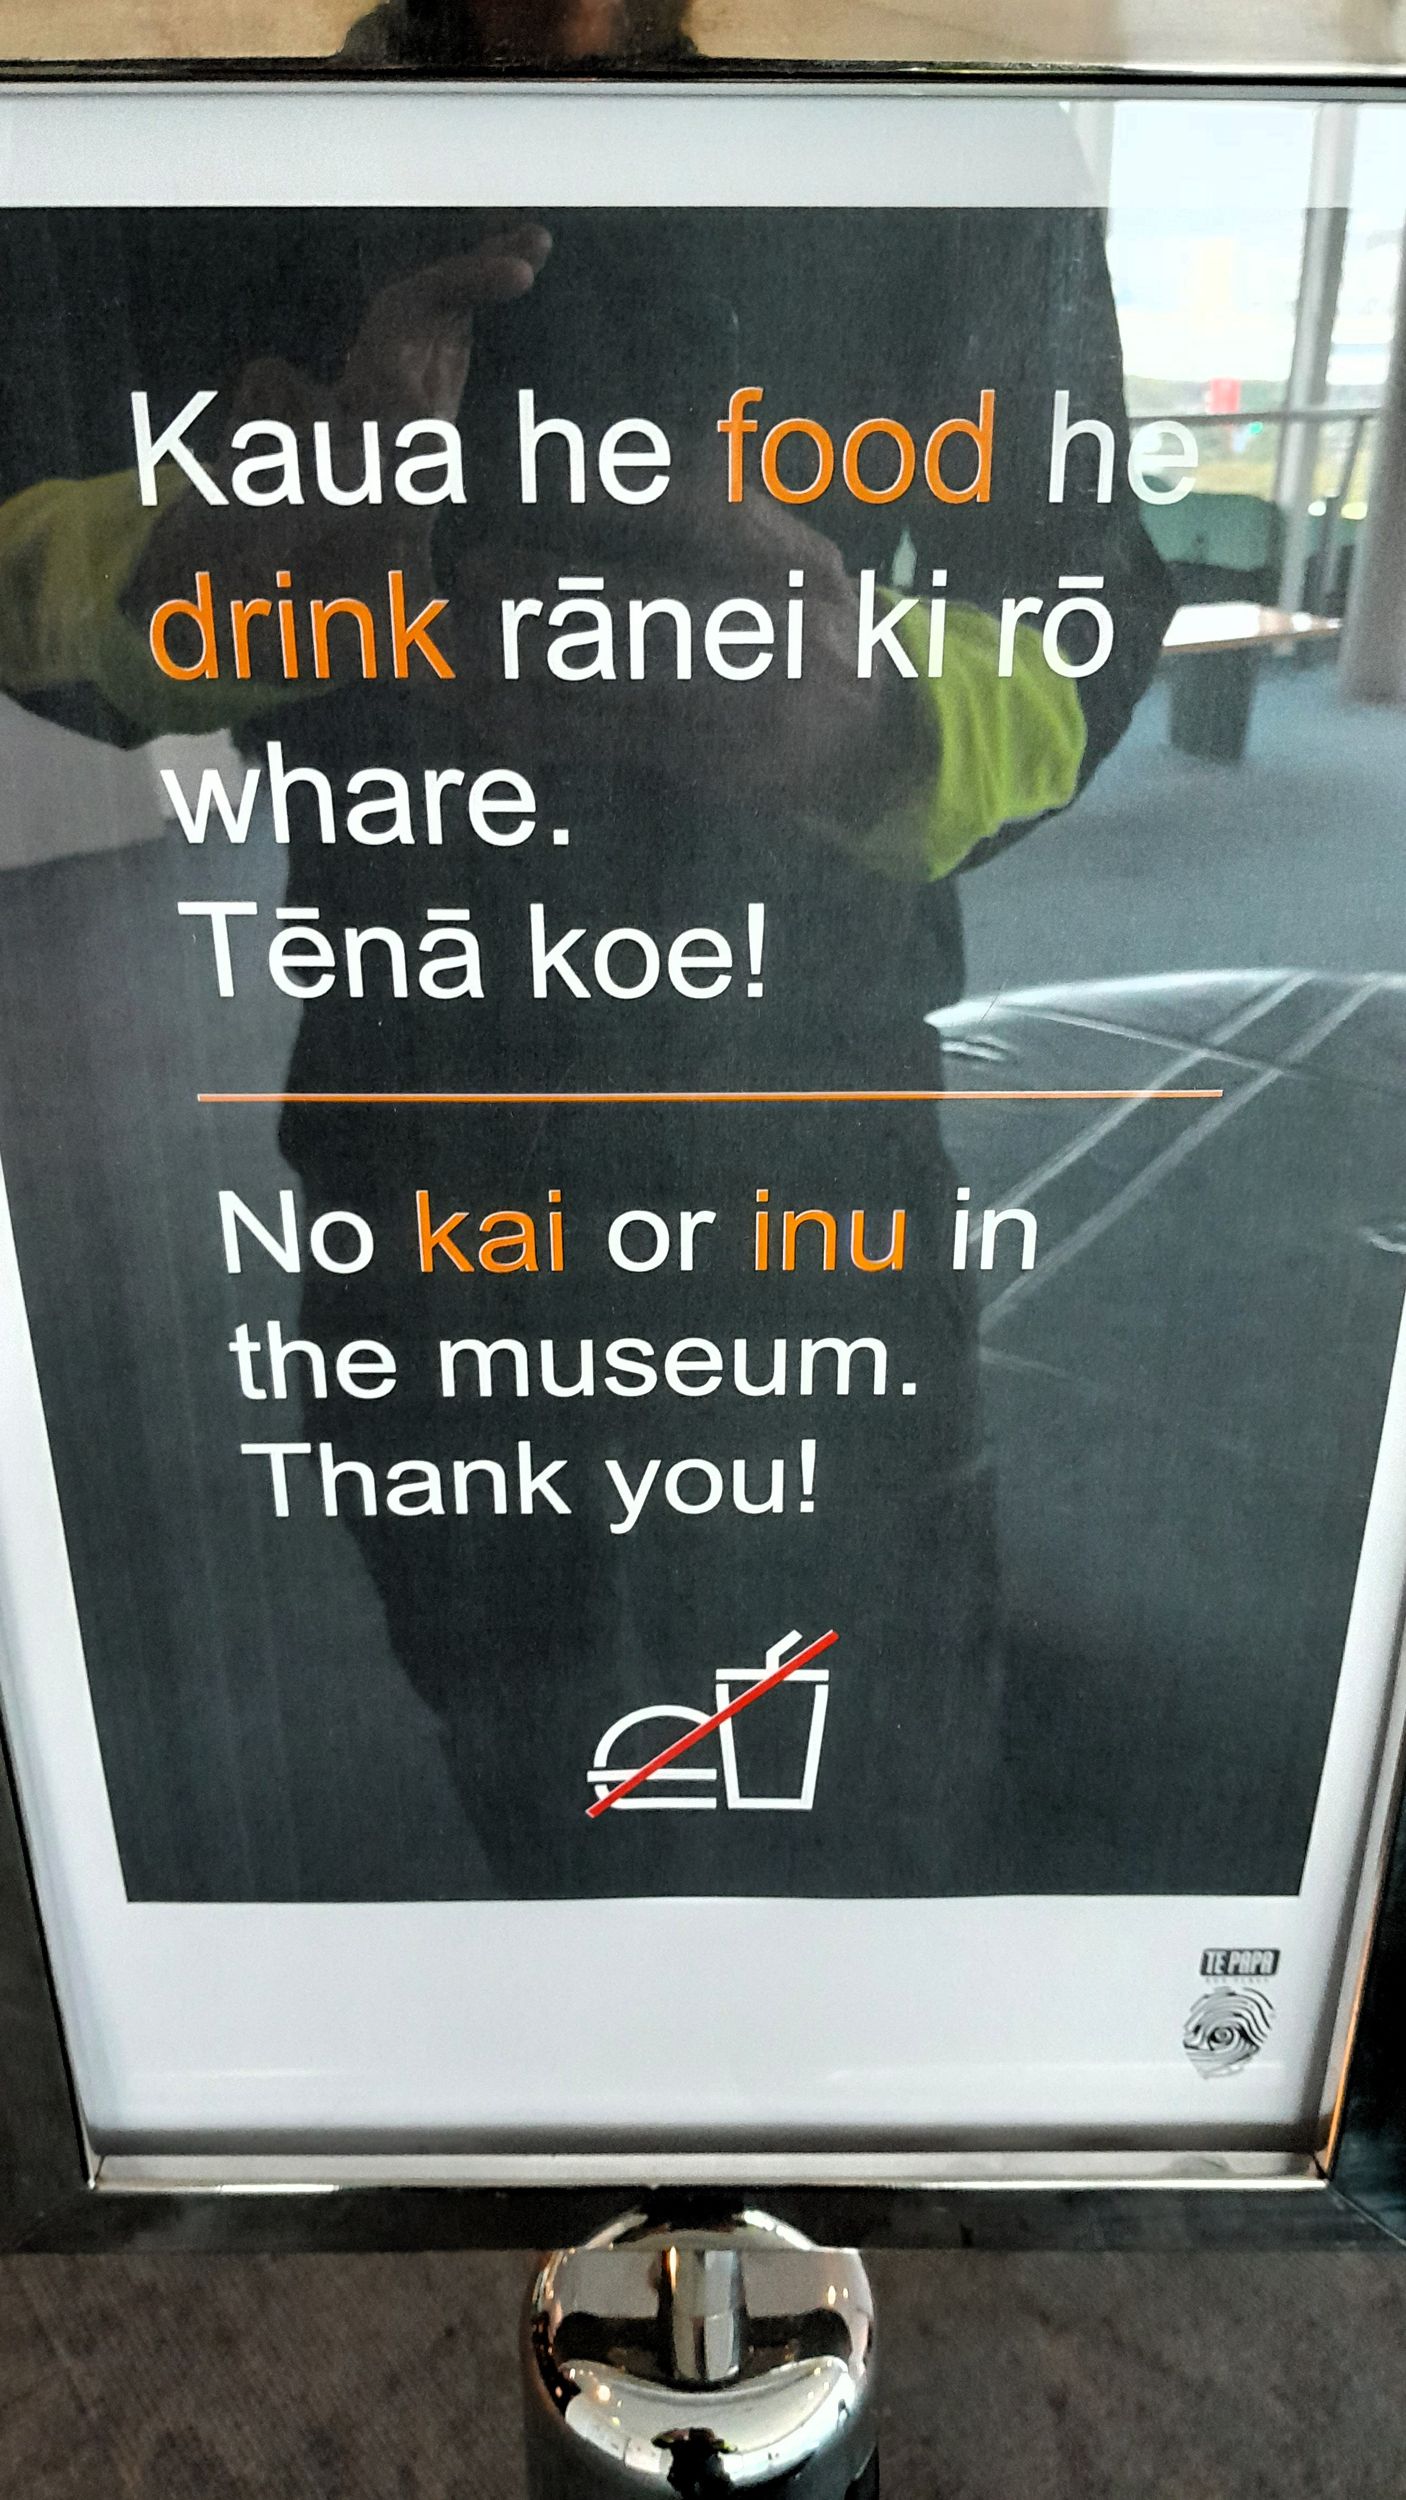 Kaua he food he
drink rānei ki rō
whare.
Tēnā koe!
No kai or inu in
the museum.
Thank you!
TE PAPA